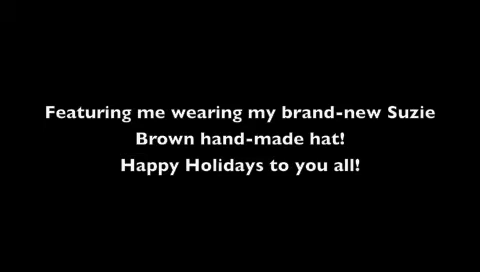 Featuring me wearing my brand-new Suzie
Brown hand-made hat!
Happy Holidays to you all!